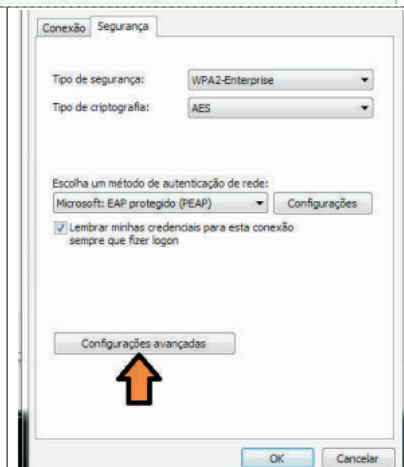 Conexão Segurança
Tipo de segurança: WPA2-Enterprise
Tipo de criptografia: AES
Escolha um método de autenticação de rede:
Microsoft: EAP protegido (PEAP) Configurações
Lembrar minhas credenciais para esta conexão
sempre que fizer logon
Configurações avançadas
OK Cancelar